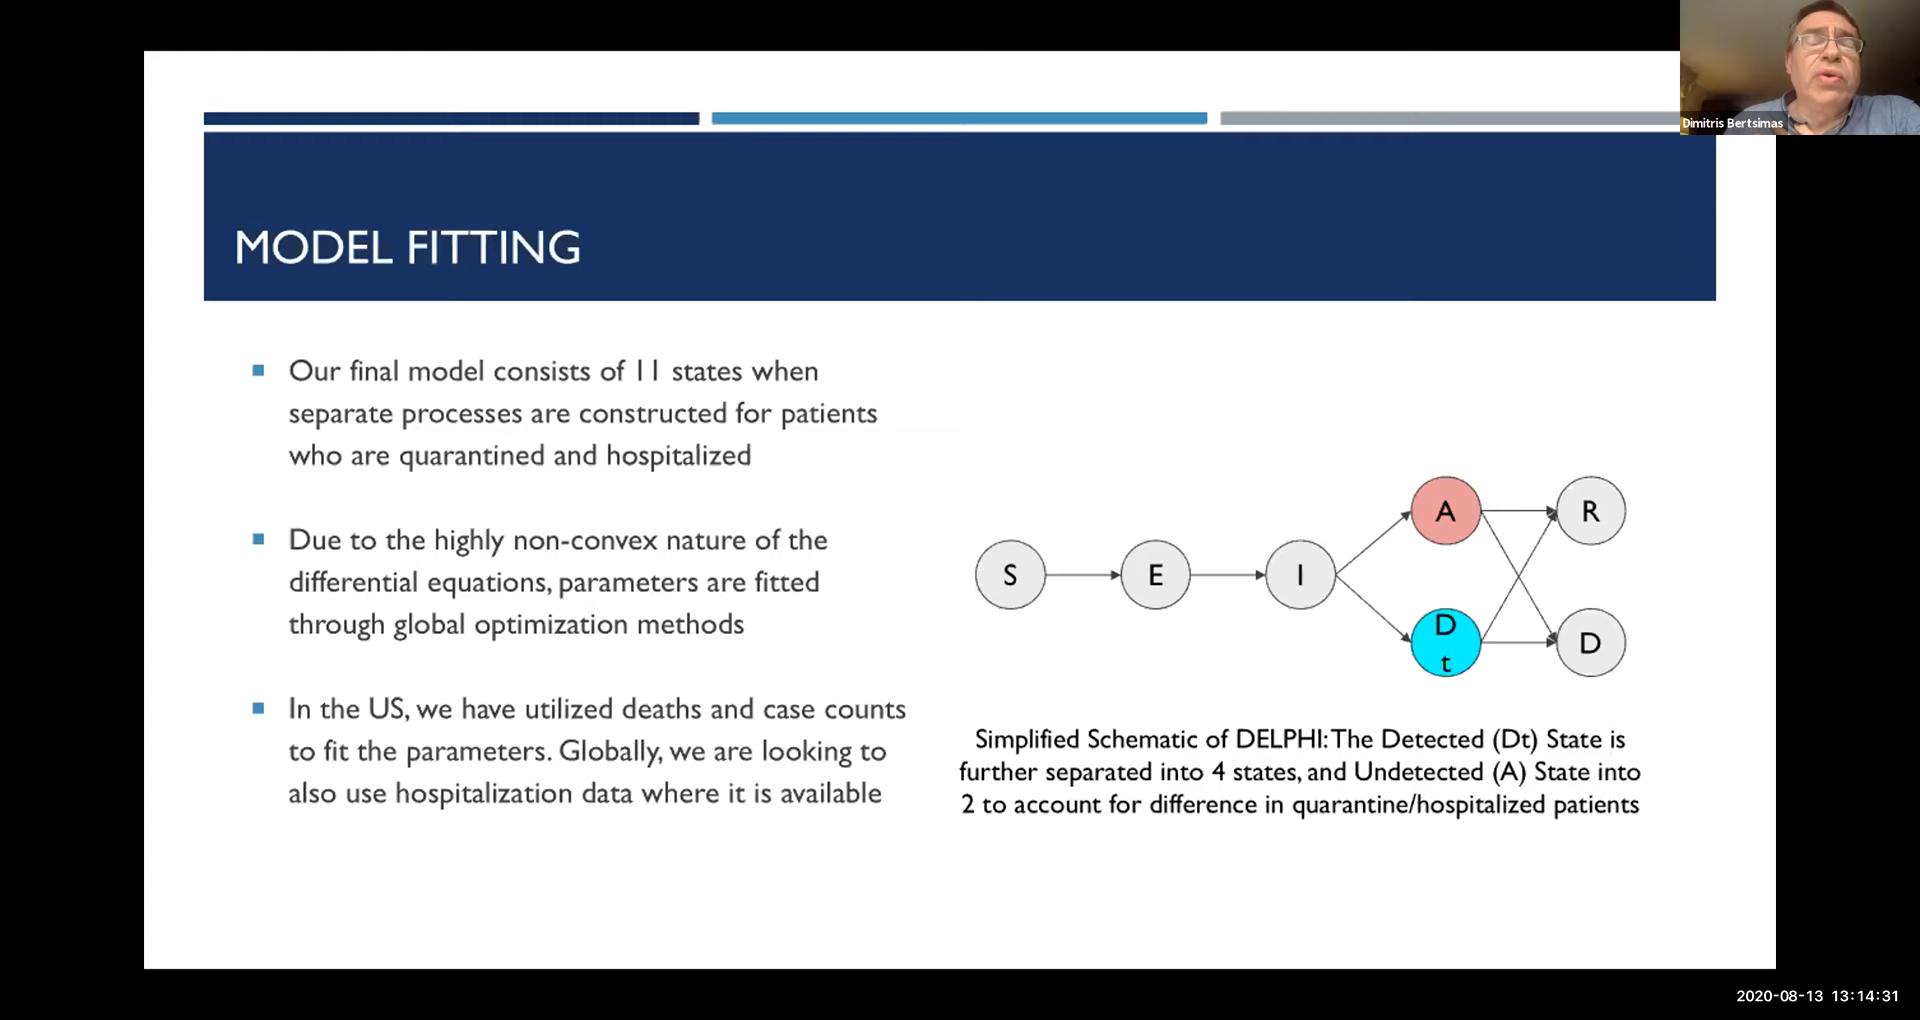 Dimitris Bertsimas
MODEL FITTING
Our final model consists of 11 states when
separate processes are constructed for patients
who are quarantined and hospitalized
Due to the highly non-convex nature of the
differential equations, parameters are fitted
through global optimization methods
In the US, we have utilized deaths and case counts
to fit the parameters. Globally, we are looking to
also use hospitalization data where it is available
S
E
I
A
R
D
t
D
Simplified Schematic of DELPHI: The Detected (Dt) State is
further separated into 4 states, and Undetected (A) State into
2 to account for difference in quarantine/hospitalized patients
2020-08-13 13:14:31